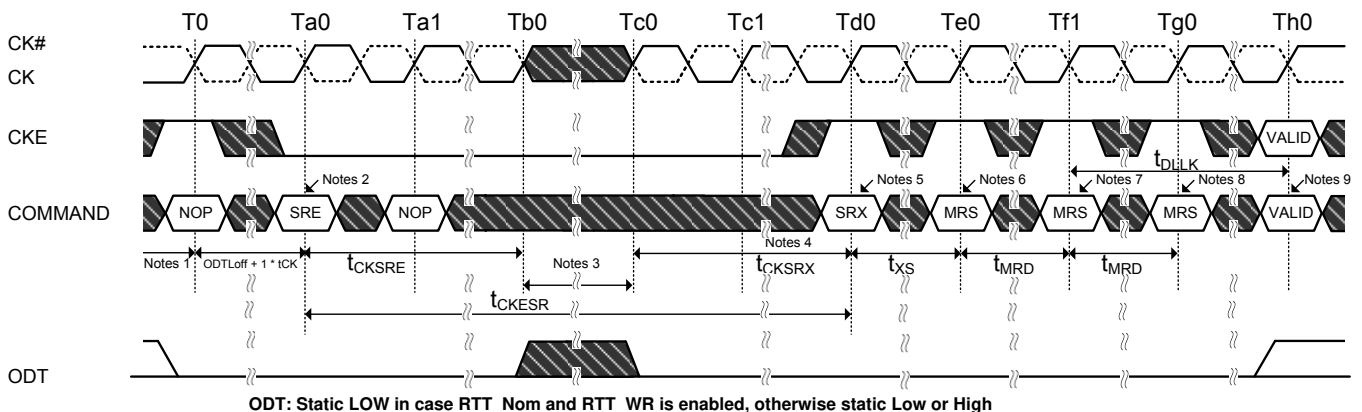 T0 Ta0 Ta1 Tb0 Tc0 Tc1 Td0 Te0 Tf1 Tg0 Th0
CK#
CK
CKE VALID
tDLLK
Notes 2 Notes 5 Notes 6 Notes 7 Notes 8 Notes 9
COMMAND NOP SRE NOP SRX MRS MRS MRS VALID
Notes 1 ODTLoff + 1 * tCK tCKSRE Notes 3 Notes 4 tCKSRX tXS tMRD tMRD
tCKESR
ODT
ODT: Static LOW in case RTT_Nom and RTT_WR is enabled, otherwise static Low or High